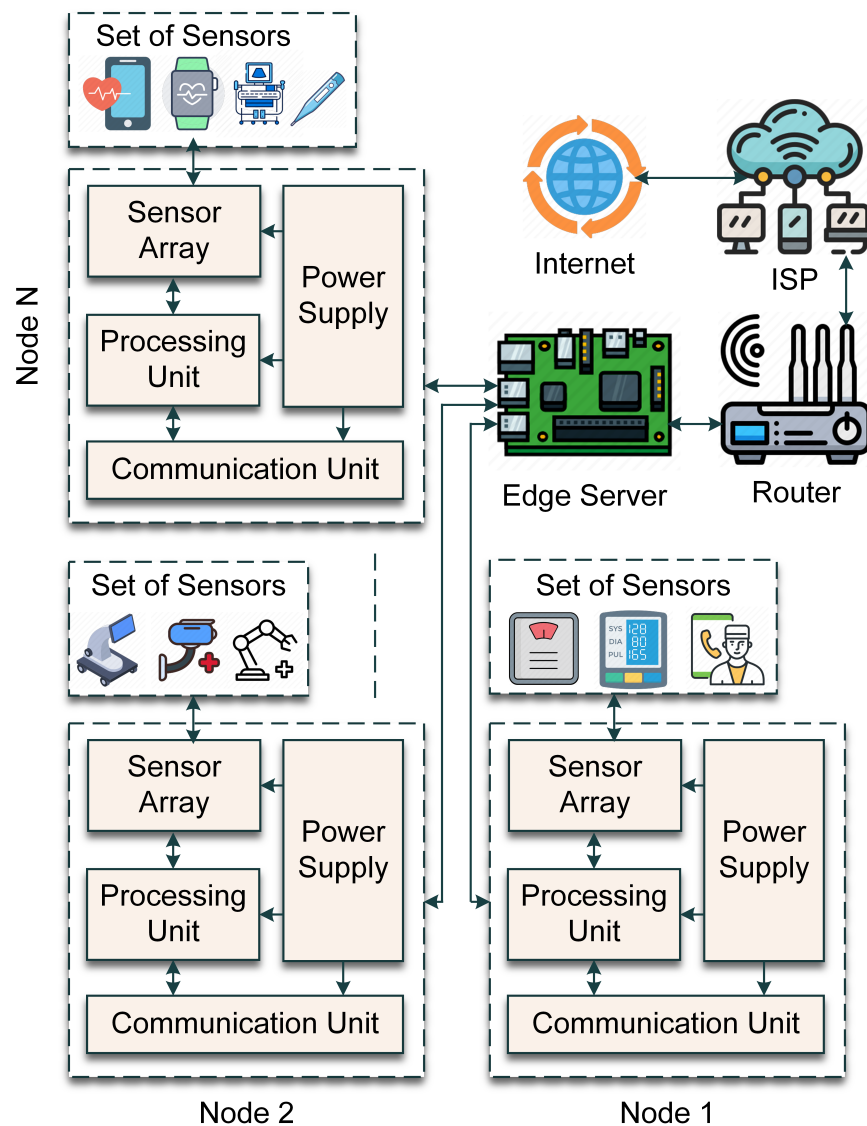 Set of Sensors
Sensor
Array
Power
Supply
Processing
Unit
Communication Unit
Node N
Internet
ISP
Edge Server
Router
Set of Sensors
Sensor
Array
Power
Supply
Processing
Unit
Communication Unit
Node 2
Set of Sensors
SYS 128
DIA 80
PUL 165
Sensor
Array
Power
Supply
Processing
Unit
Communication Unit
Node 1